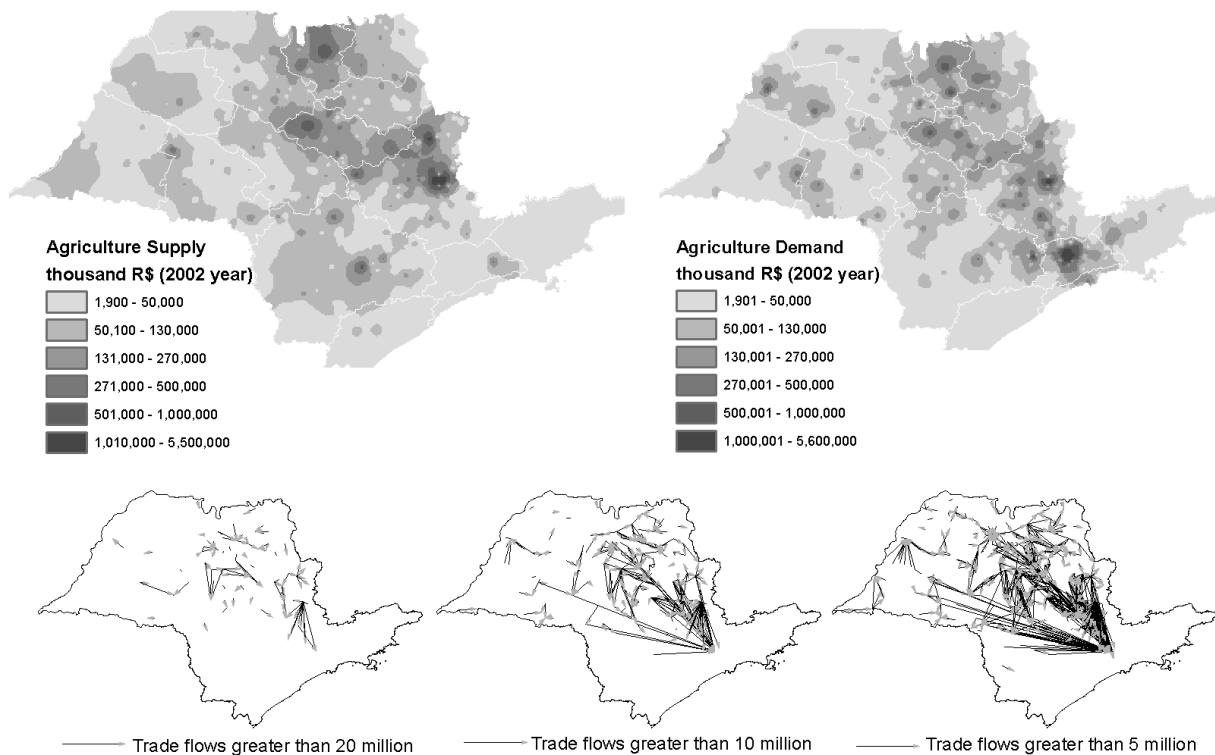 Agriculture Supply
thousand R$ (2002 year)
1,900 - 50,000
50,100 - 130,000
131,000 - 270,000
271,000 - 500,000
501,000 - 1,000,000
1,010,000 - 5,500,000
Agriculture Demand
thousand R$ (2002 year)
1,901 - 50,000
50,001 - 130,000
130,001 - 270,000
270,001 - 500,000
500,001 - 1,000,000
1,000,001 - 5,600,000
Trade flows greater than 20 million
Trade flows greater than 10 million
Trade flows greater than 5 million